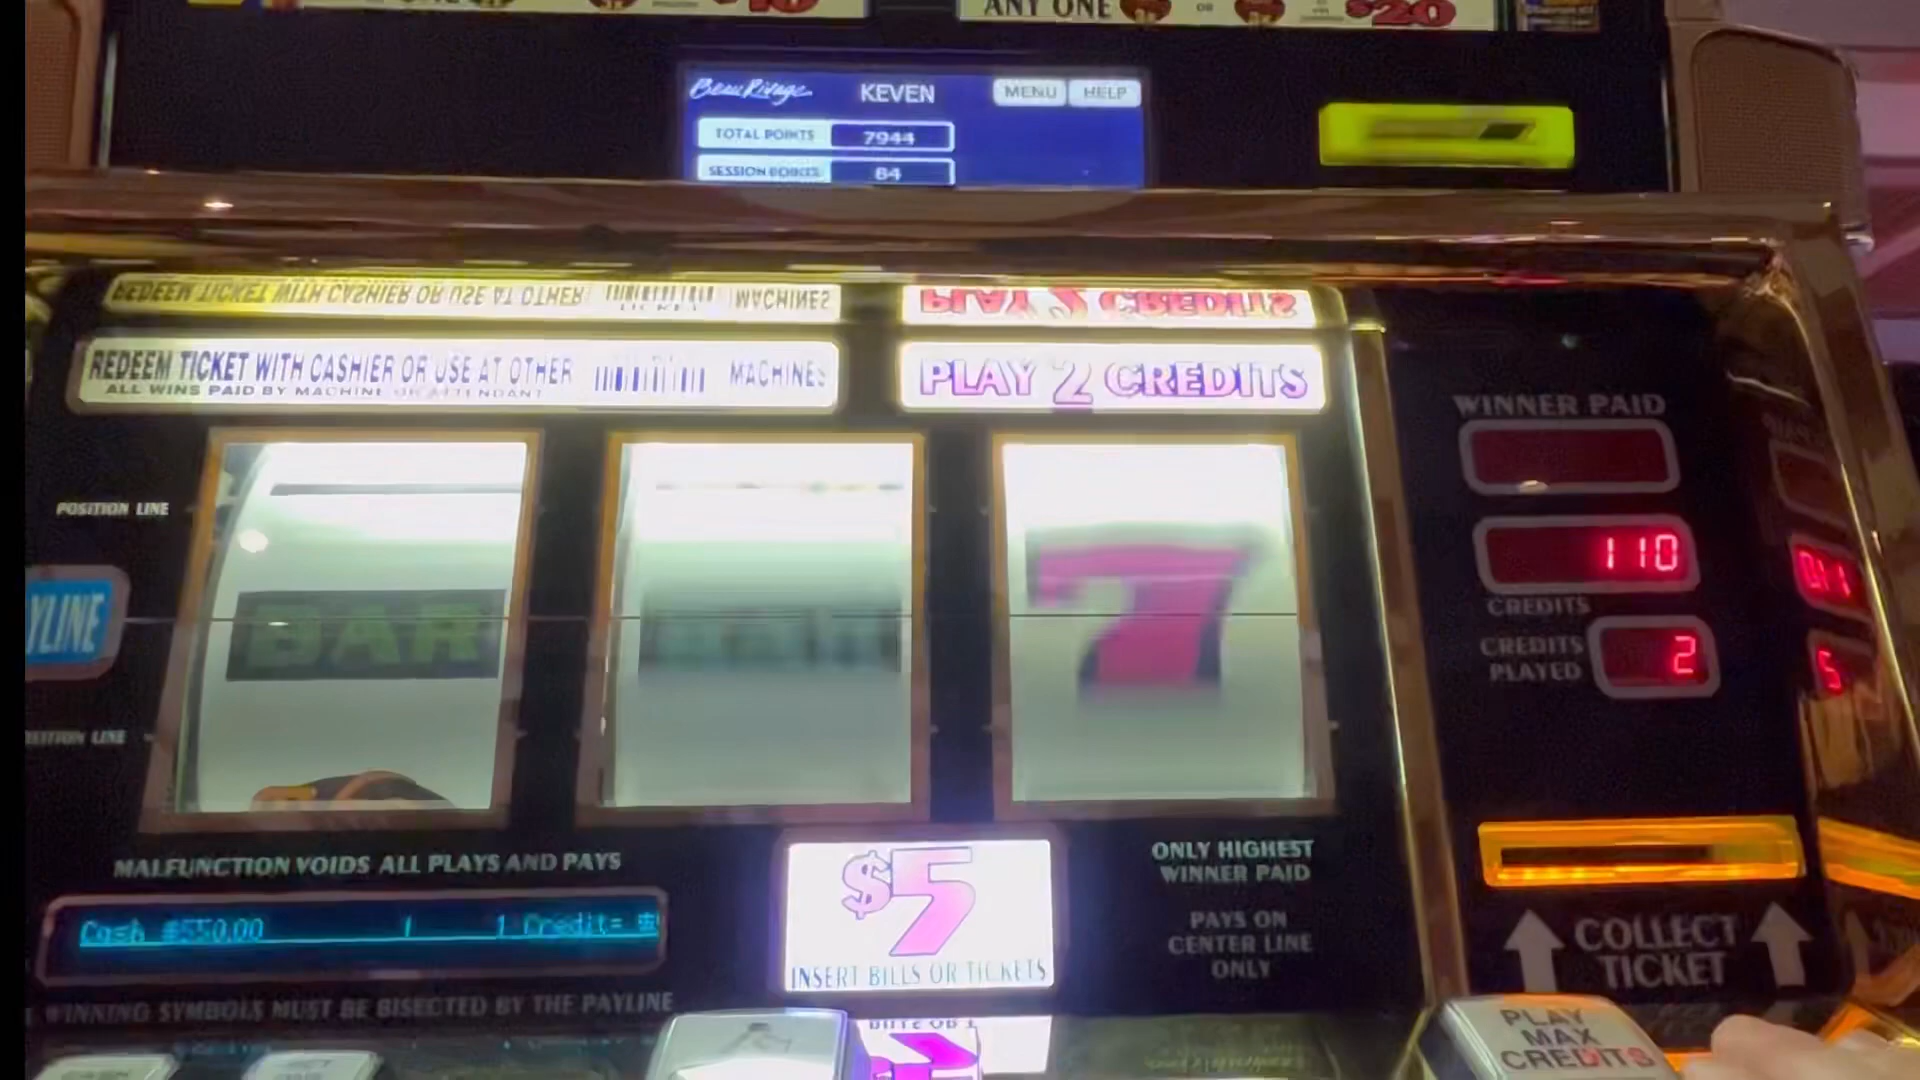 ANY ONE OR $20
Beau Rivage KEVEN MENU HELP
TOTAL POINTS 7944
SESSION POINTS 84
REDEEM TICKET WITH CASHIER OR USE AT OTHER MACHINES
PLAY 2 CREDITS
REDEEM TICKET WITH CASHIER OR USE AT OTHER MACHINES
ALL WINS PAID BY MACHINE OR ATTENDANT
PLAY 2 CREDITS
WINNER PAID
POSITION LINE
110
CREDITS
YLINE
BAR
7
CREDITS
PLAYED
2
MALFUNCTION VOIDS ALL PLAYS AND PAYS
Cash $550.00 1 Credit=
$5
INSERT BILLS OR TICKETS
ONLY HIGHEST
WINNER PAID
PAYS ON
CENTER LINE
ONLY
COLLECT
TICKET
WINNING SYMBOLS MUST BE BISECTED BY THE PAYLINE
PLAY
MAX
CREDITS